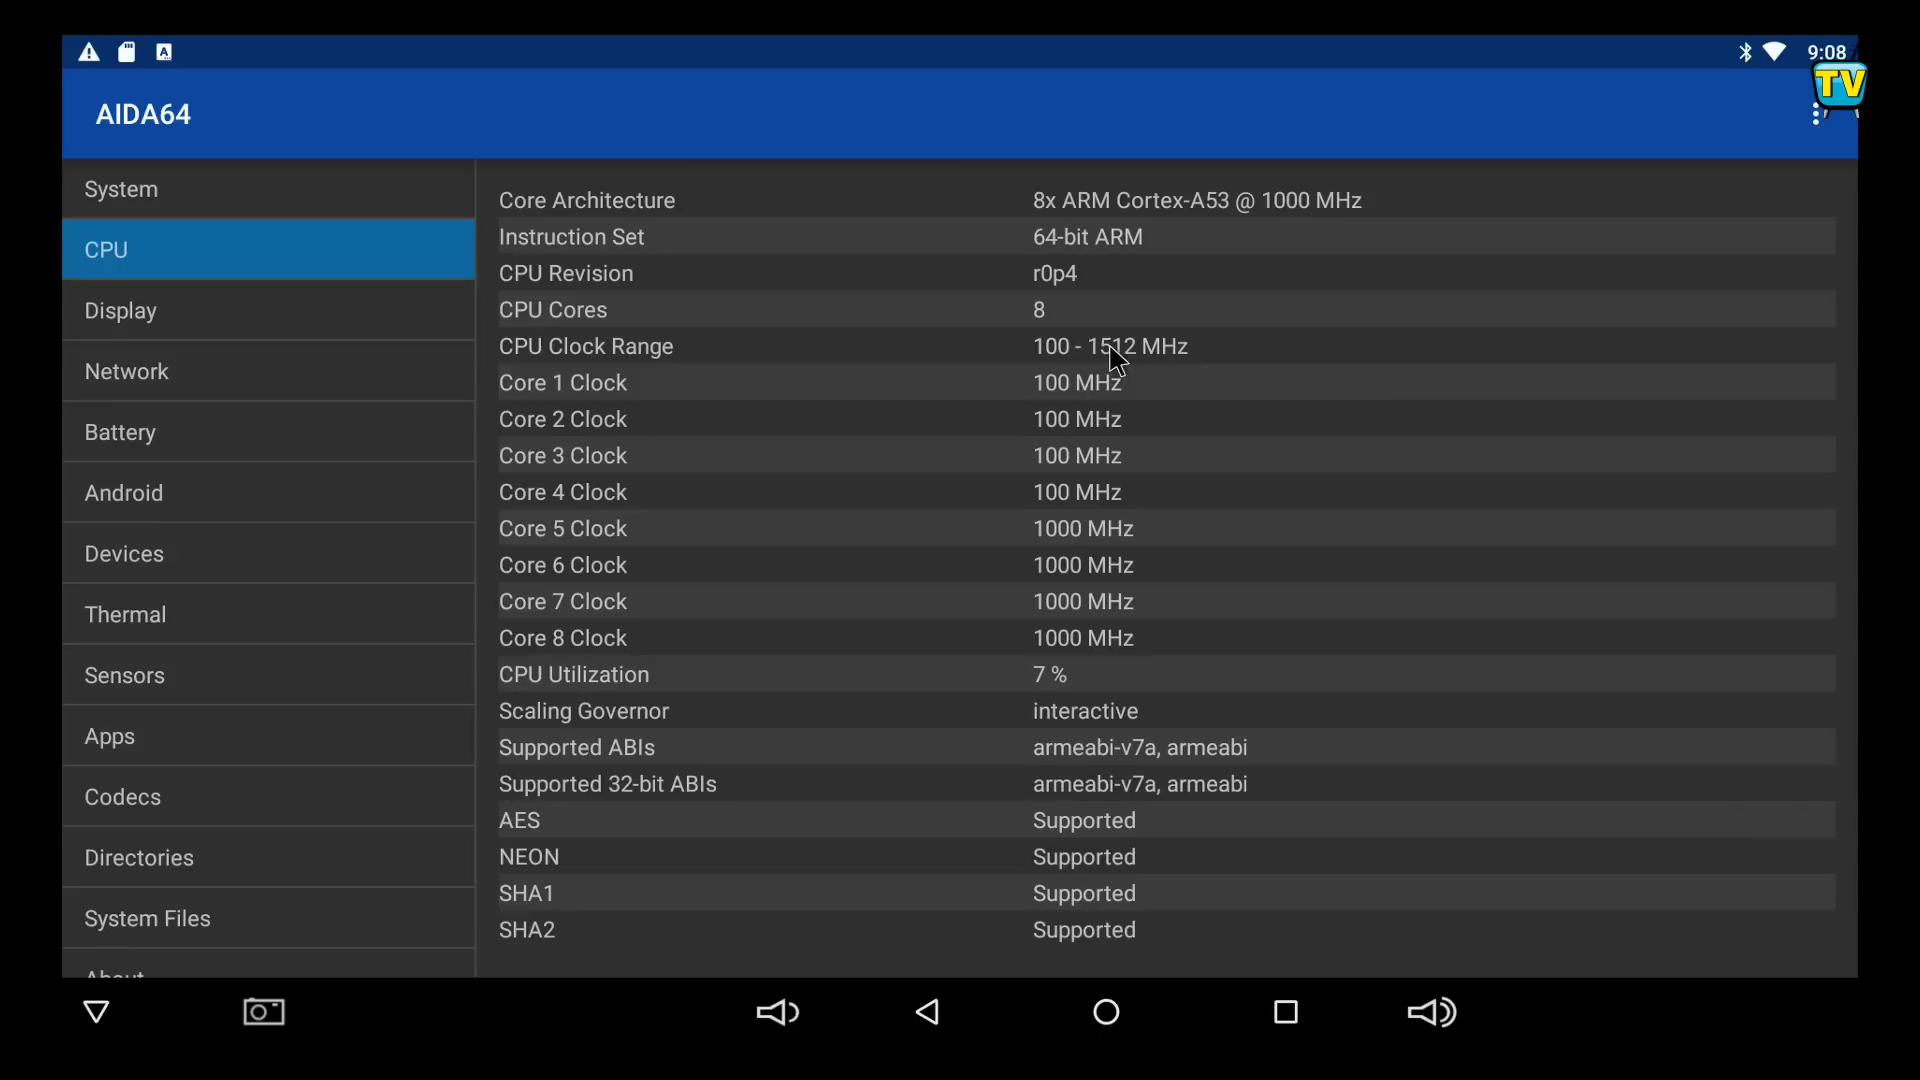 9:08
TV
AIDA64
System
CPU
Display
Network
Battery
Android
Devices
Thermal
Sensors
Apps
Codecs
Directories
System Files
About
Core Architecture 8x ARM Cortex-A53 @ 1000 MHz
Instruction Set 64-bit ARM
CPU Revision r0p4
CPU Cores 8
CPU Clock Range 100 - 1512 MHz
Core 1 Clock 100 MHz
Core 2 Clock 100 MHz
Core 3 Clock 100 MHz
Core 4 Clock 100 MHz
Core 5 Clock 1000 MHz
Core 6 Clock 1000 MHz
Core 7 Clock 1000 MHz
Core 8 Clock 1000 MHz
CPU Utilization 7 %
Scaling Governor interactive
Supported ABIs armeabi-v7a, armeabi
Supported 32-bit ABIs armeabi-v7a, armeabi
AES Supported
NEON Supported
SHA1 Supported
SHA2 Supported